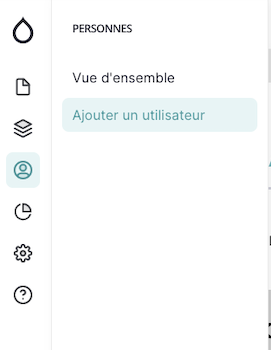 PERSONNES
Vue d'ensemble
Ajouter un utilisateur